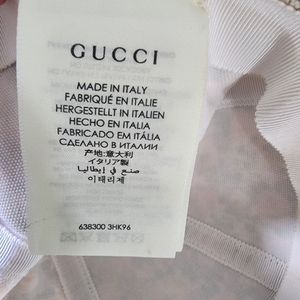 GUCCI
MADE IN ITALY
FABRIQUÉ EN ITALIE
HERGESTELLT IN ITALIEN
HECHO EN ITALIA
FABRICADO EM ITÁLIA
СДЕЛАНО В ИТАЛИИ
产地:意大利
イタリア製
صنع في إيطاليا
이태리제
638300 3HK96